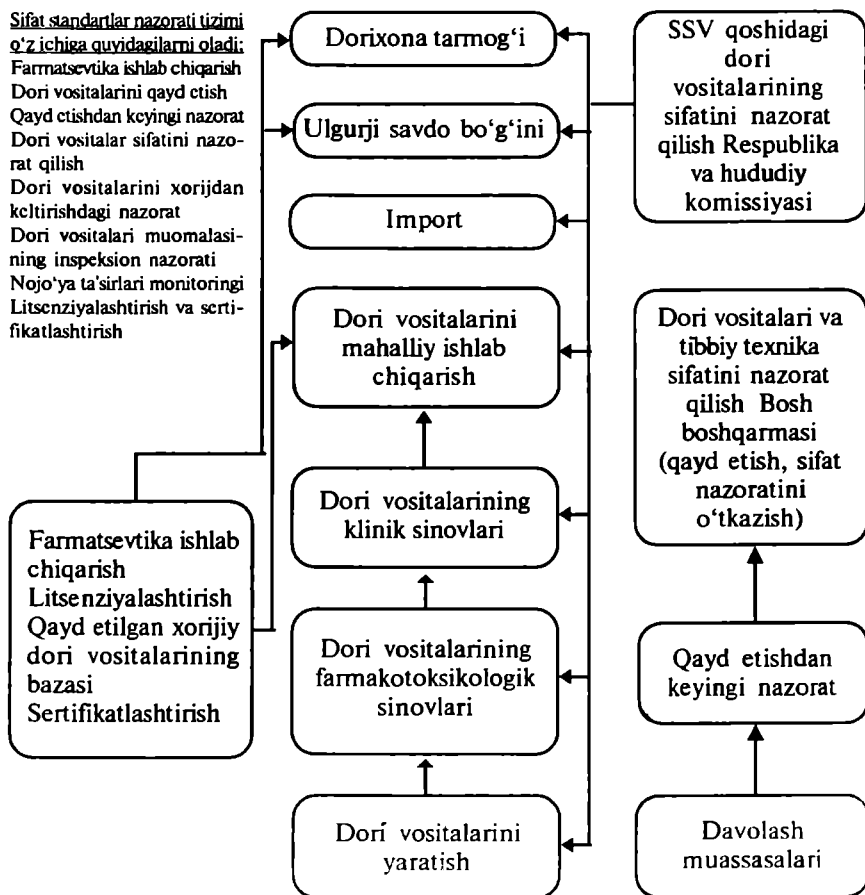 Sifat standartlar nazorati tizimi
o‘z ichiga quyidagilarni oladi:
Farmatsevtika ishlab chiqarish
Dori vositalarini qayd etish
Qayd etishdan keyingi nazorat
Dori vositalar sifatini nazo-
rat qilish
Dori vositalarini xorijdan
keltirishdagi nazorat
Dori vositalari muomalasi-
ning inspeksion nazorati
Nojo‘ya ta'sirlari monitoringi
Litsenziyalashtirish va serti-
fikatlashtirish
Farmatsevtika ishlab
chiqarish
Litsenziyalashtirish
Qayd etilgan xorijiy
dori vositalarining
bazasi
Sertifikatlashtirish
Dorixona tarmog‘i
Ulgurji savdo bo‘g‘ini
Import
Dori vositalarini
mahalliy ishlab
chiqarish
Dori vositalarining
klinik sinovlari
Dori vositalarining
farmakotoksikologik
sinovlari
Dorí vositalarini
yaratish
SSV qoshidagi
dori
vositalarining
sifatini nazorat
qilish Respublika
va hududiy
komissiyasi
Dori vositalari va
tibbiy texnika
sifatini nazorat
qilish Bosh
boshqarmasi
(qayd etish, sifat
nazoratini
o‘tkazish)
Qayd etishdan
keyingi nazorat
Davolash
muassasalari